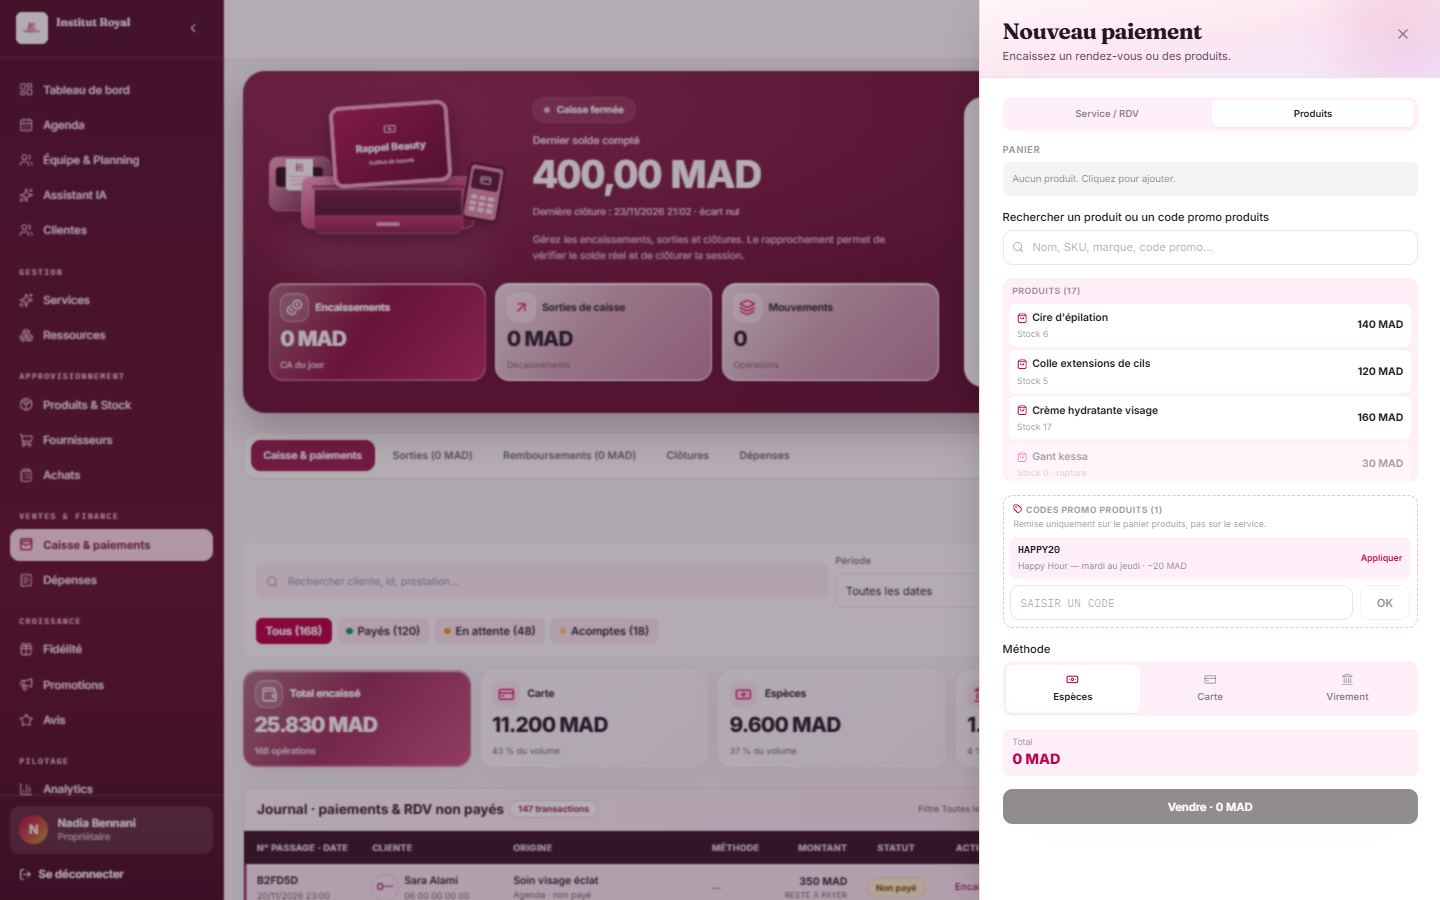 Institut Royal
Tableau de bord
Agenda
Équipe & Planning
Assistant IA
Clientes
GESTION
Services
Ressources
APPROVISIONNEMENT
Produits & Stock
Fournisseurs
Achats
VENTES & FINANCE
Caisse & paiements
Dépenses
CROISSANCE
Fidélité
Promotions
Avis
PILOTAGE
Analytics
N
Nadia Bennani
Propriétaire
Se déconnecter
Rappel Beauty
Caisse fermée
Dernier solde compté
400,00 MAD
Dernière clôture : 23/11/2026 21:02 · écart nul
Gérez les encaissements, sorties et clôtures. Le rapprochement permet de
vérifier le solde réel et de clôturer la session.
Encaissements
0 MAD
CA du jour
Sorties de caisse
0 MAD
Décaissements
Mouvements
0
Opérations
Caisse & paiements
Sorties (0 MAD)
Remboursements (0 MAD)
Clôtures
Dépenses
Rechercher cliente, id, prestation...
Période
Toutes les dates
Tous (168)
Payés (120)
En attente (48)
Acomptes (18)
Total encaissé
25.830 MAD
168 opérations
Carte
11.200 MAD
43 % du volume
Espèces
9.600 MAD
37 % du volume
1.
4 %
Journal · paiements & RDV non payés
147 transactions
Filtre Toutes le
N° PASSAGE · DATE
CLIENTE
ORIGINE
MÉTHODE
MONTANT
STATUT
ACTI
B2FD5D
20/11/2026 23:00
Sara Alami
06 00 00 00 00
Soin visage éclat
Agenda · non payé
—
350 MAD
RESTE À PAYER
Non payé
Encai
Nouveau paiement
Encaissez un rendez-vous ou des produits.
Service / RDV
Produits
PANIER
Aucun produit. Cliquez pour ajouter.
Rechercher un produit ou un code promo produits
Nom, SKU, marque, code promo...
PRODUITS (17)
Cire d'épilation
Stock 6
140 MAD
Colle extensions de cils
Stock 5
120 MAD
Crème hydratante visage
Stock 17
160 MAD
Gant kessa
Stock 0 · rupture
30 MAD
CODES PROMO PRODUITS (1)
Remise uniquement sur le panier produits, pas sur le service.
HAPPY20
Happy Hour — mardi au jeudi · −20 MAD
Appliquer
SAISIR UN CODE
OK
Méthode
Espèces
Carte
Virement
Total
0 MAD
Vendre · 0 MAD